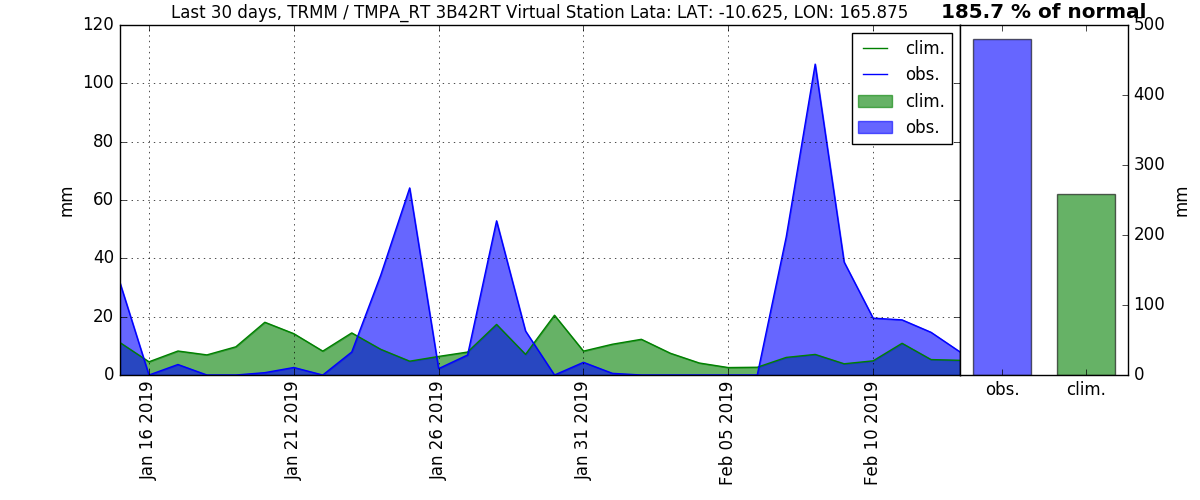 Last 30 days, TRMM / TMPA_RT 3B42RT Virtual Station Lata: LAT: -10.625, LON: 165.875
185.7 % of normal
120
100
80
60
40
20
0
mm
clim.
obs.
clim.
obs.
500
400
300
200
100
0
mm
Jan 16 2019
Jan 21 2019
Jan 26 2019
Jan 31 2019
Feb 05 2019
Feb 10 2019
obs.
clim.